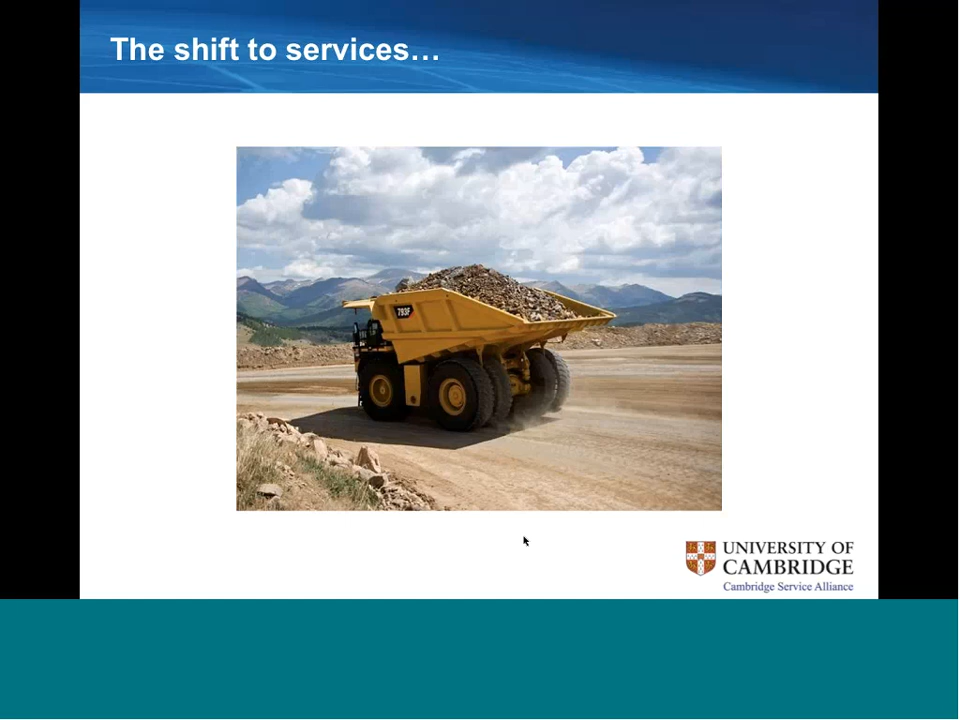 The shift to services…
793F
UNIVERSITY OF
CAMBRIDGE
Cambridge Service Alliance